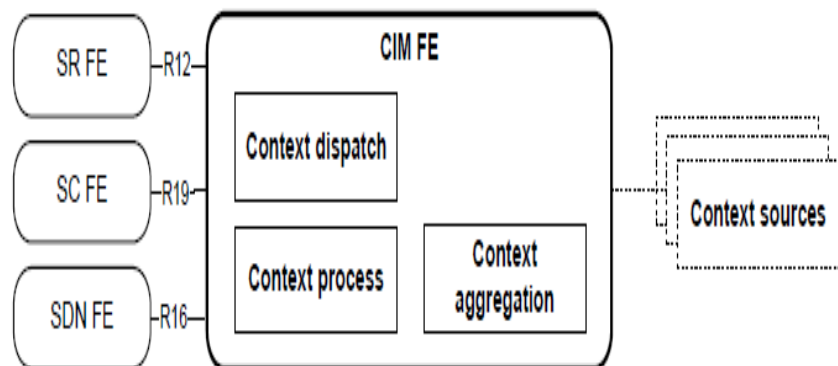 CIM FE
SR FE
R12
Context dispatch
SC FE
R19
Context sources
Context process
Context
aggregation
SDN FE
R16